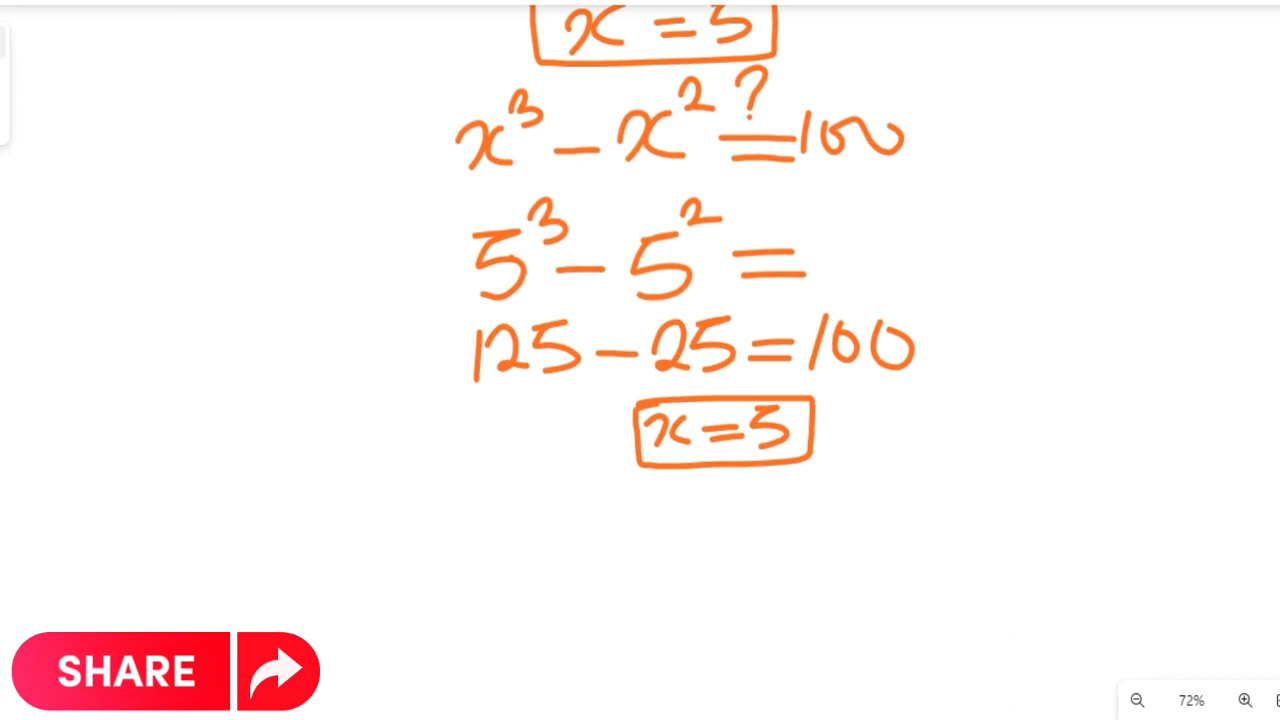 x = 5
x³ - x² ?= 100
5³ - 5² =
125 - 25 = 100
x = 5
SHARE
72%